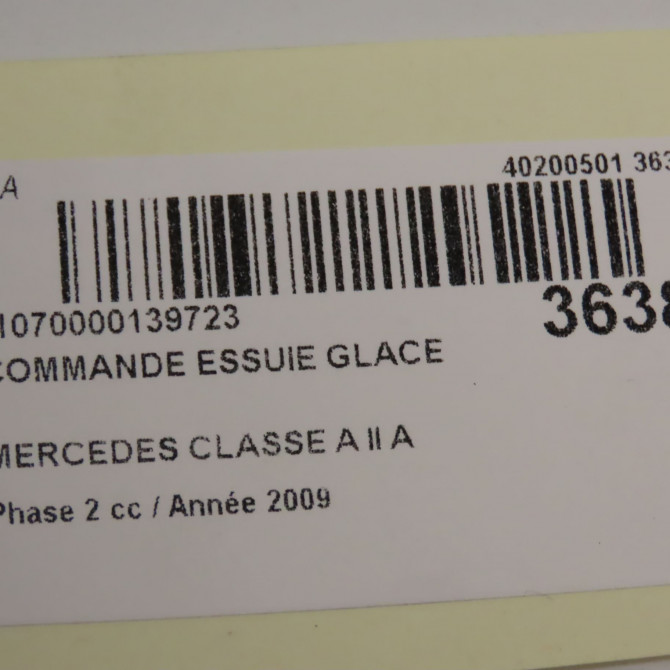 A
40200501 363
1070000139723
3638
COMMANDE ESSUIE GLACE
MERCEDES CLASSE A II A
Phase 2 cc / Année 2009